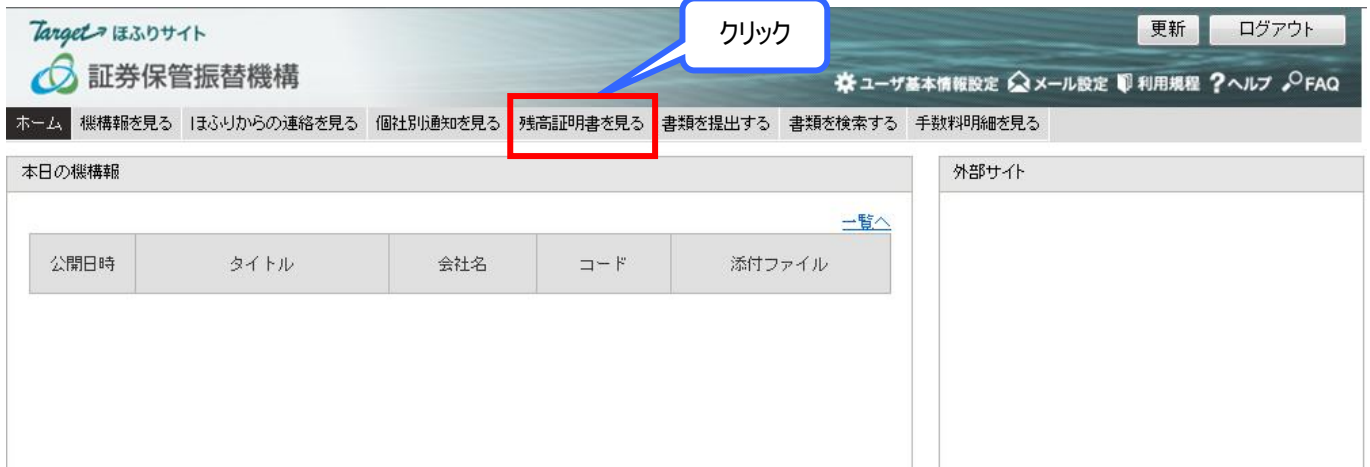 Target ほふりサイト
クリック
更新 ログアウト
証券保管振替機構
ユーザ基本情報設定 メール設定 利用規程 ?ヘルプ FAQ
ホーム 機構報を見る ほふりからの連絡を見る 個社別通知を見る 残高証明書を見る 書類を提出する 書類を検索する 手数料明細を見る
本日の機構報 外部サイト
一覧へ
公開日時 タイトル 会社名 コード 添付ファイル